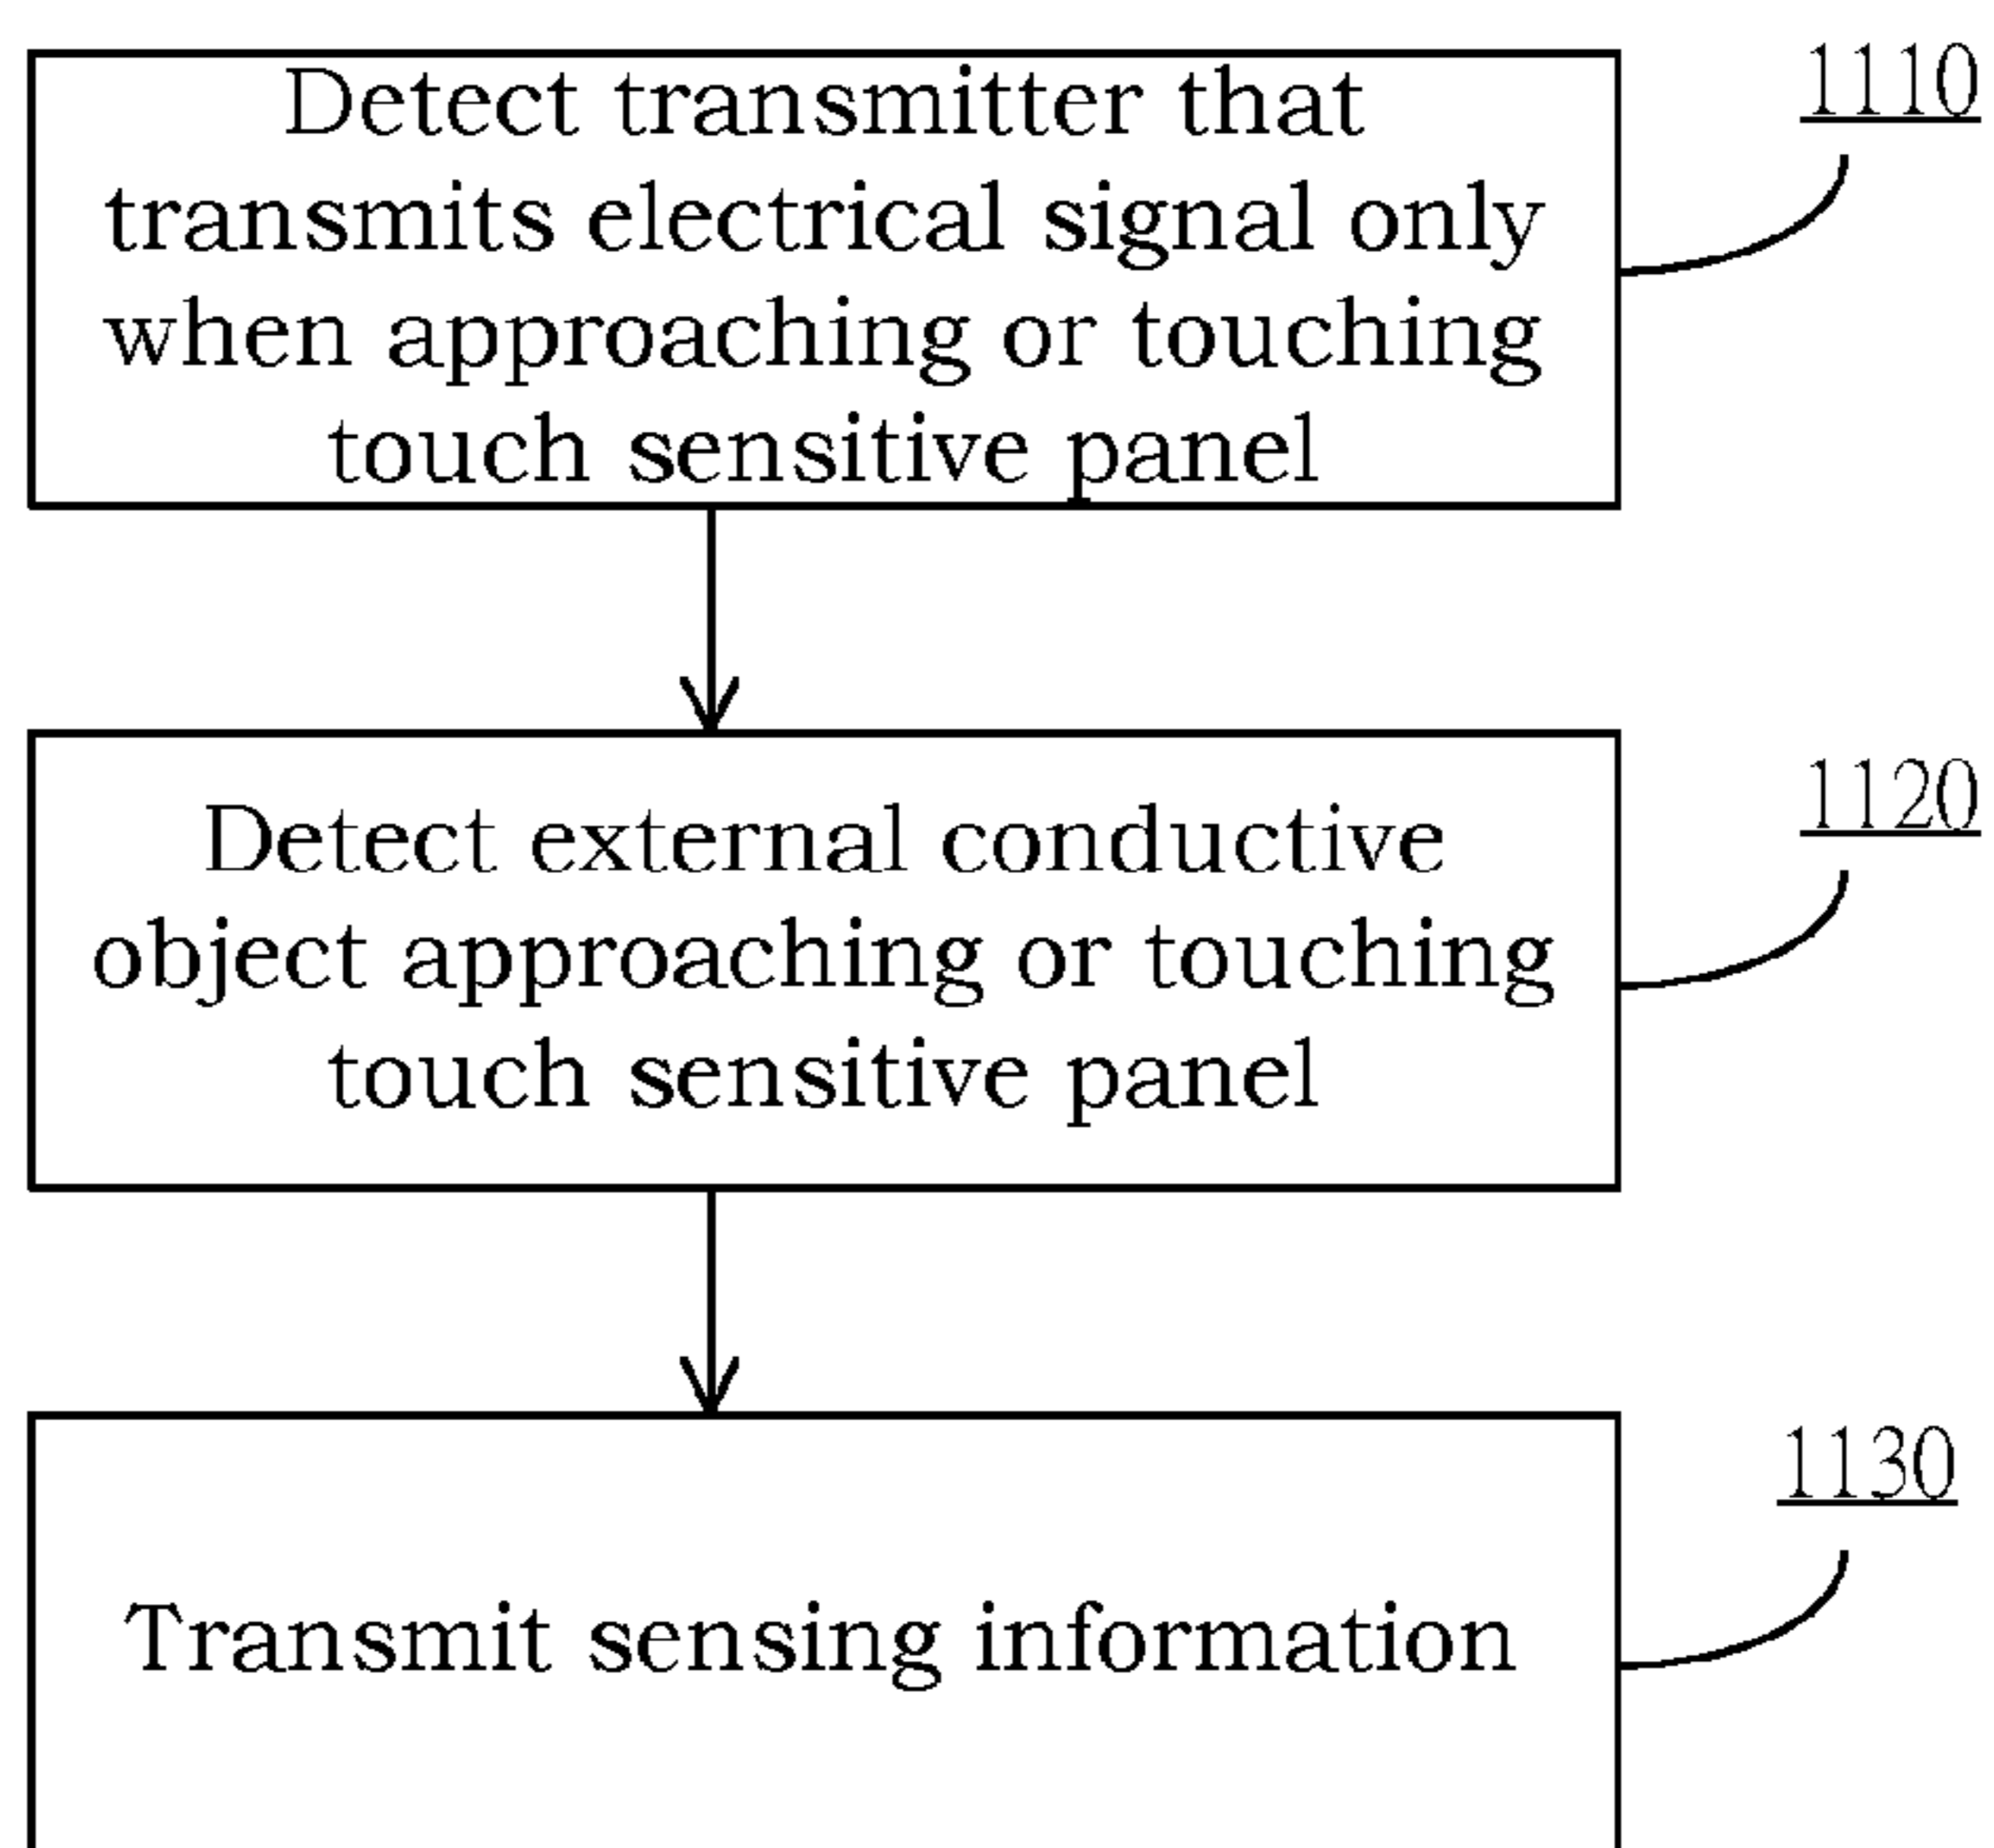 Detect transmitter that
transmits electrical signal only
when approaching or touching
touch sensitive panel
1110
Detect external conductive
object approaching or touching
touch sensitive panel
1120
Transmit sensing information
1130